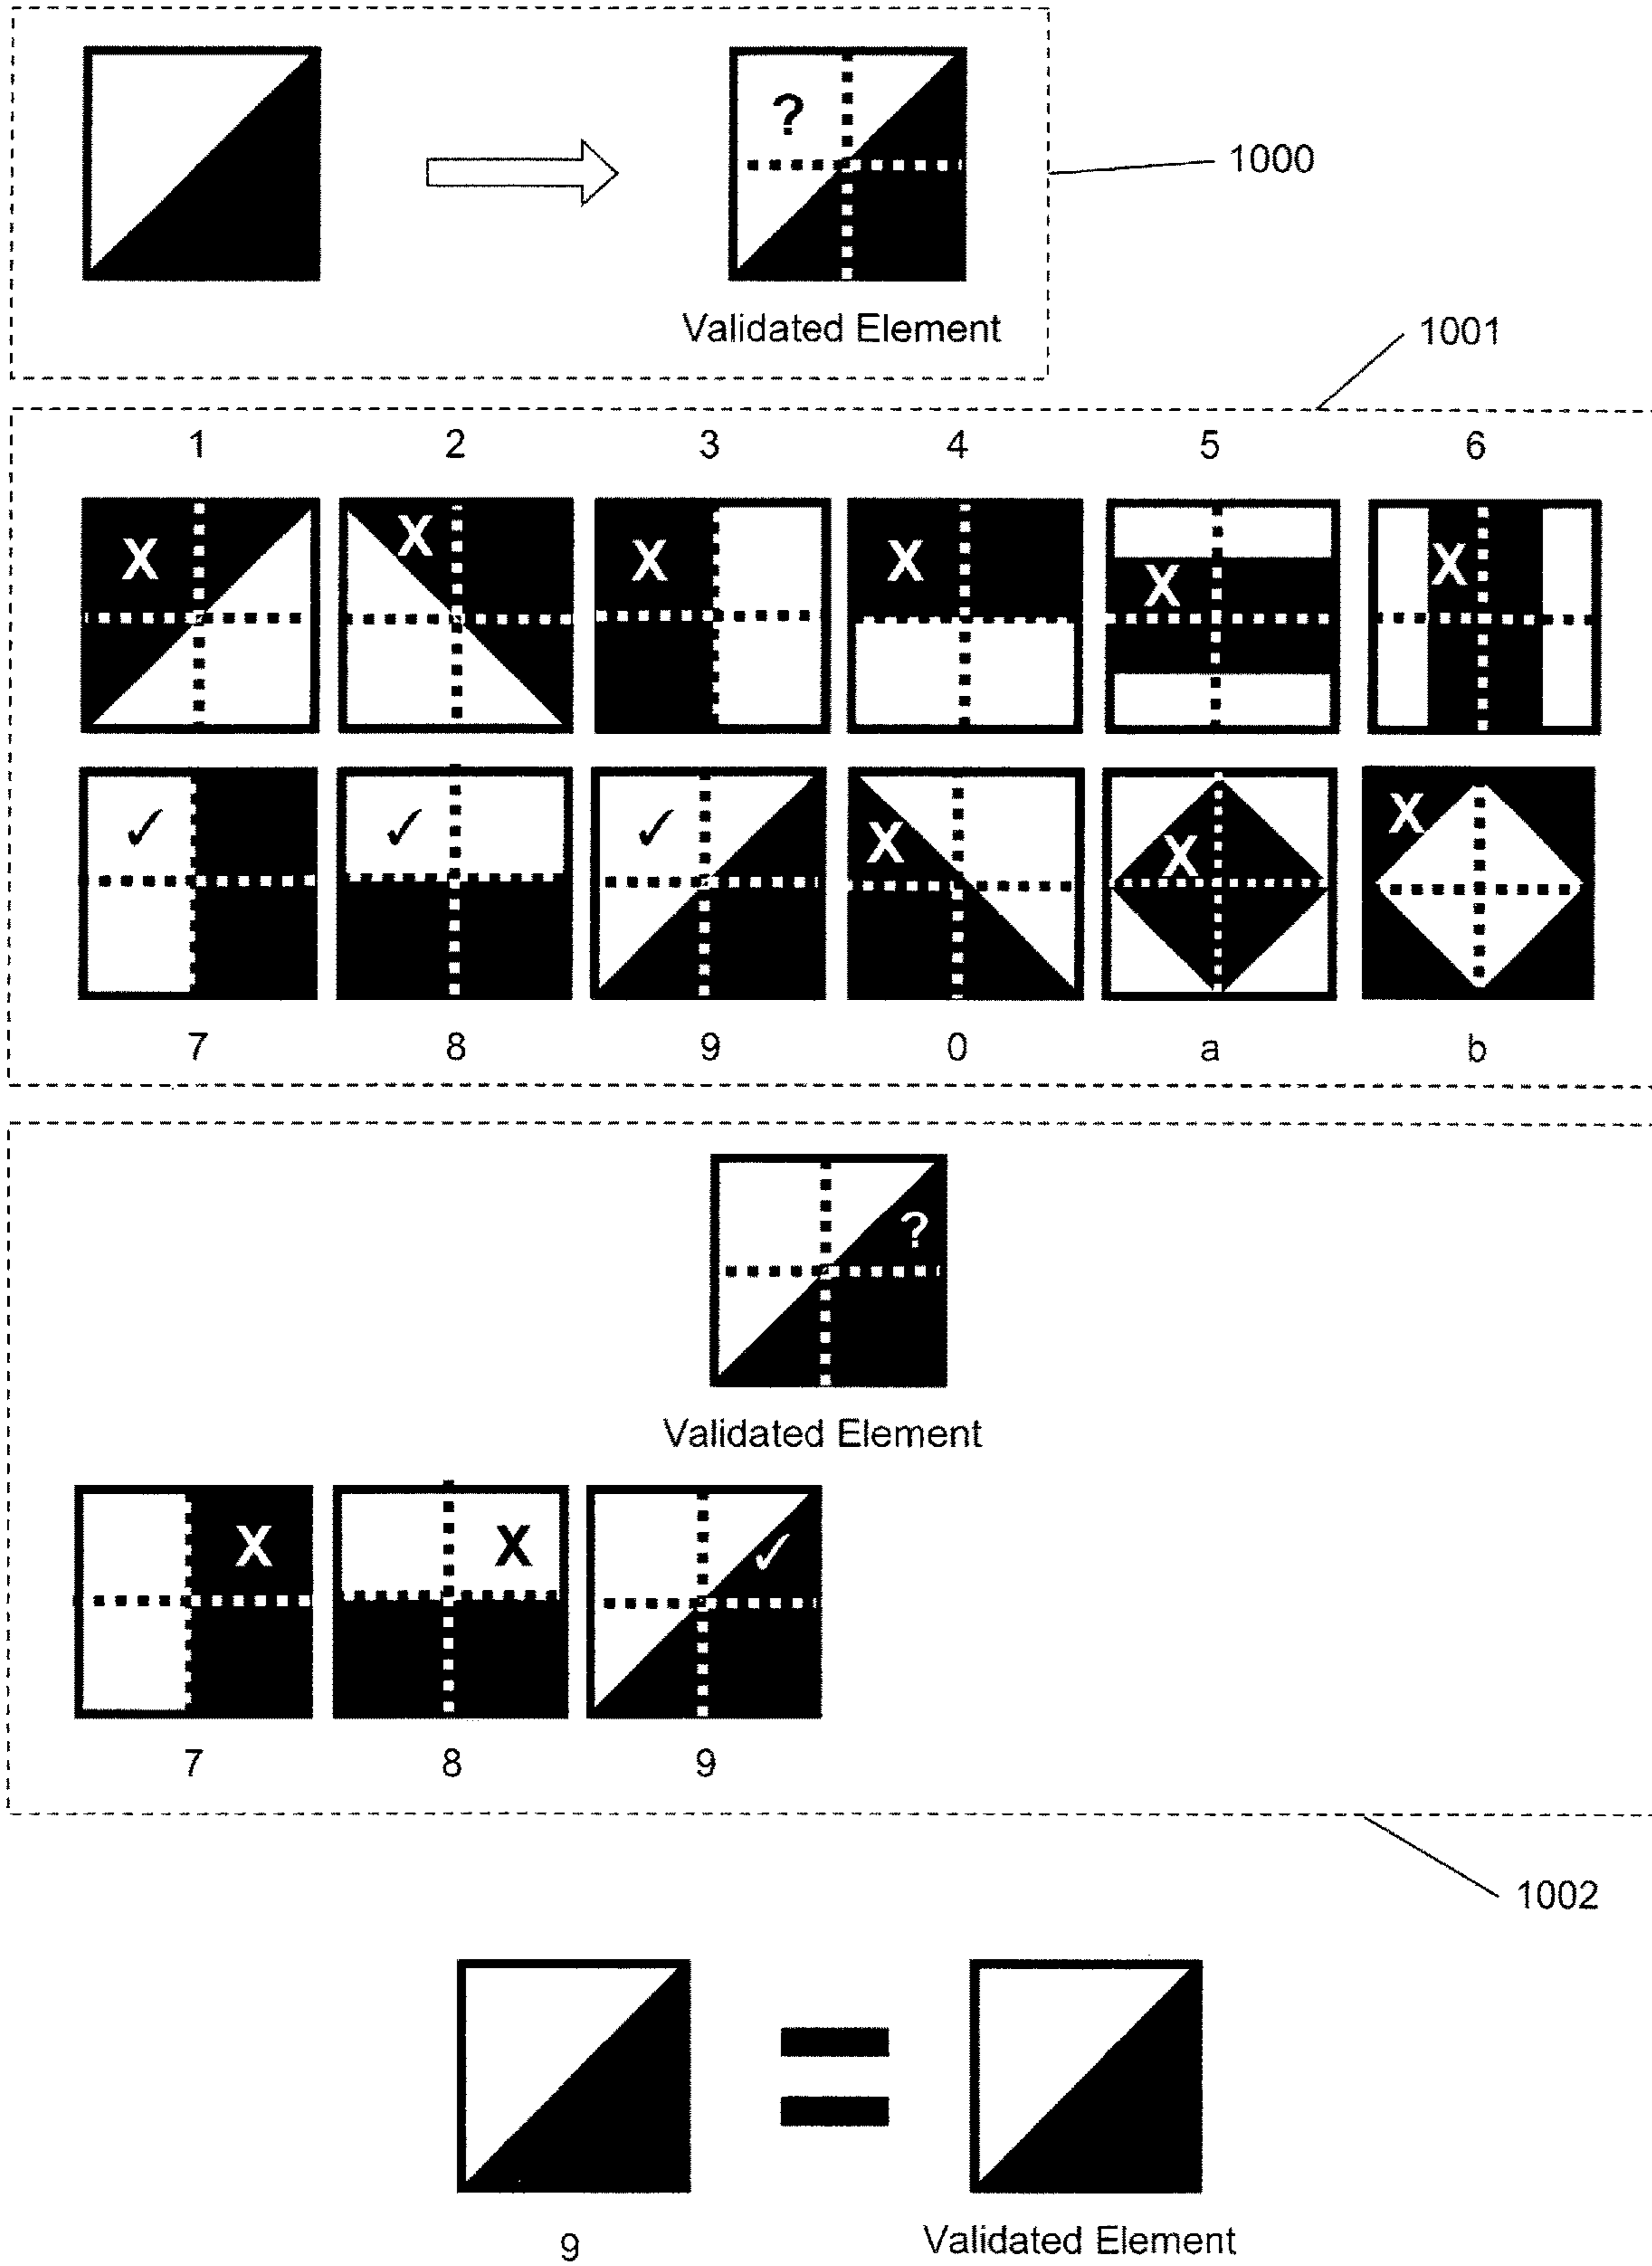 ?
1000
Validated Element
1001
1 2 3 4 5 6
X X X X X X
✓ ✓ ✓ X X X
7 8 9 0 a b
?
Validated Element
X X ✓
7 8 9
1002
=
9 Validated Element